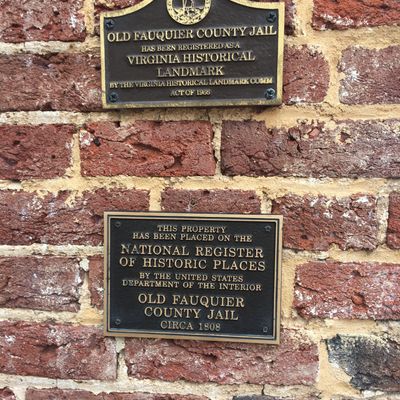 OLD FAUQUIER COUNTY JAIL
HAS BEEN REGISTERED AS A
VIRGINIA HISTORICAL
LANDMARK
BY THE VIRGINIA HISTORICAL LANDMARK COMM
ACT OF 1966
THIS PROPERTY
HAS BEEN PLACED ON THE
NATIONAL REGISTER
OF HISTORIC PLACES
BY THE UNITED STATES
DEPARTMENT OF THE INTERIOR
OLD FAUQUIER
COUNTY JAIL
CIRCA 1808